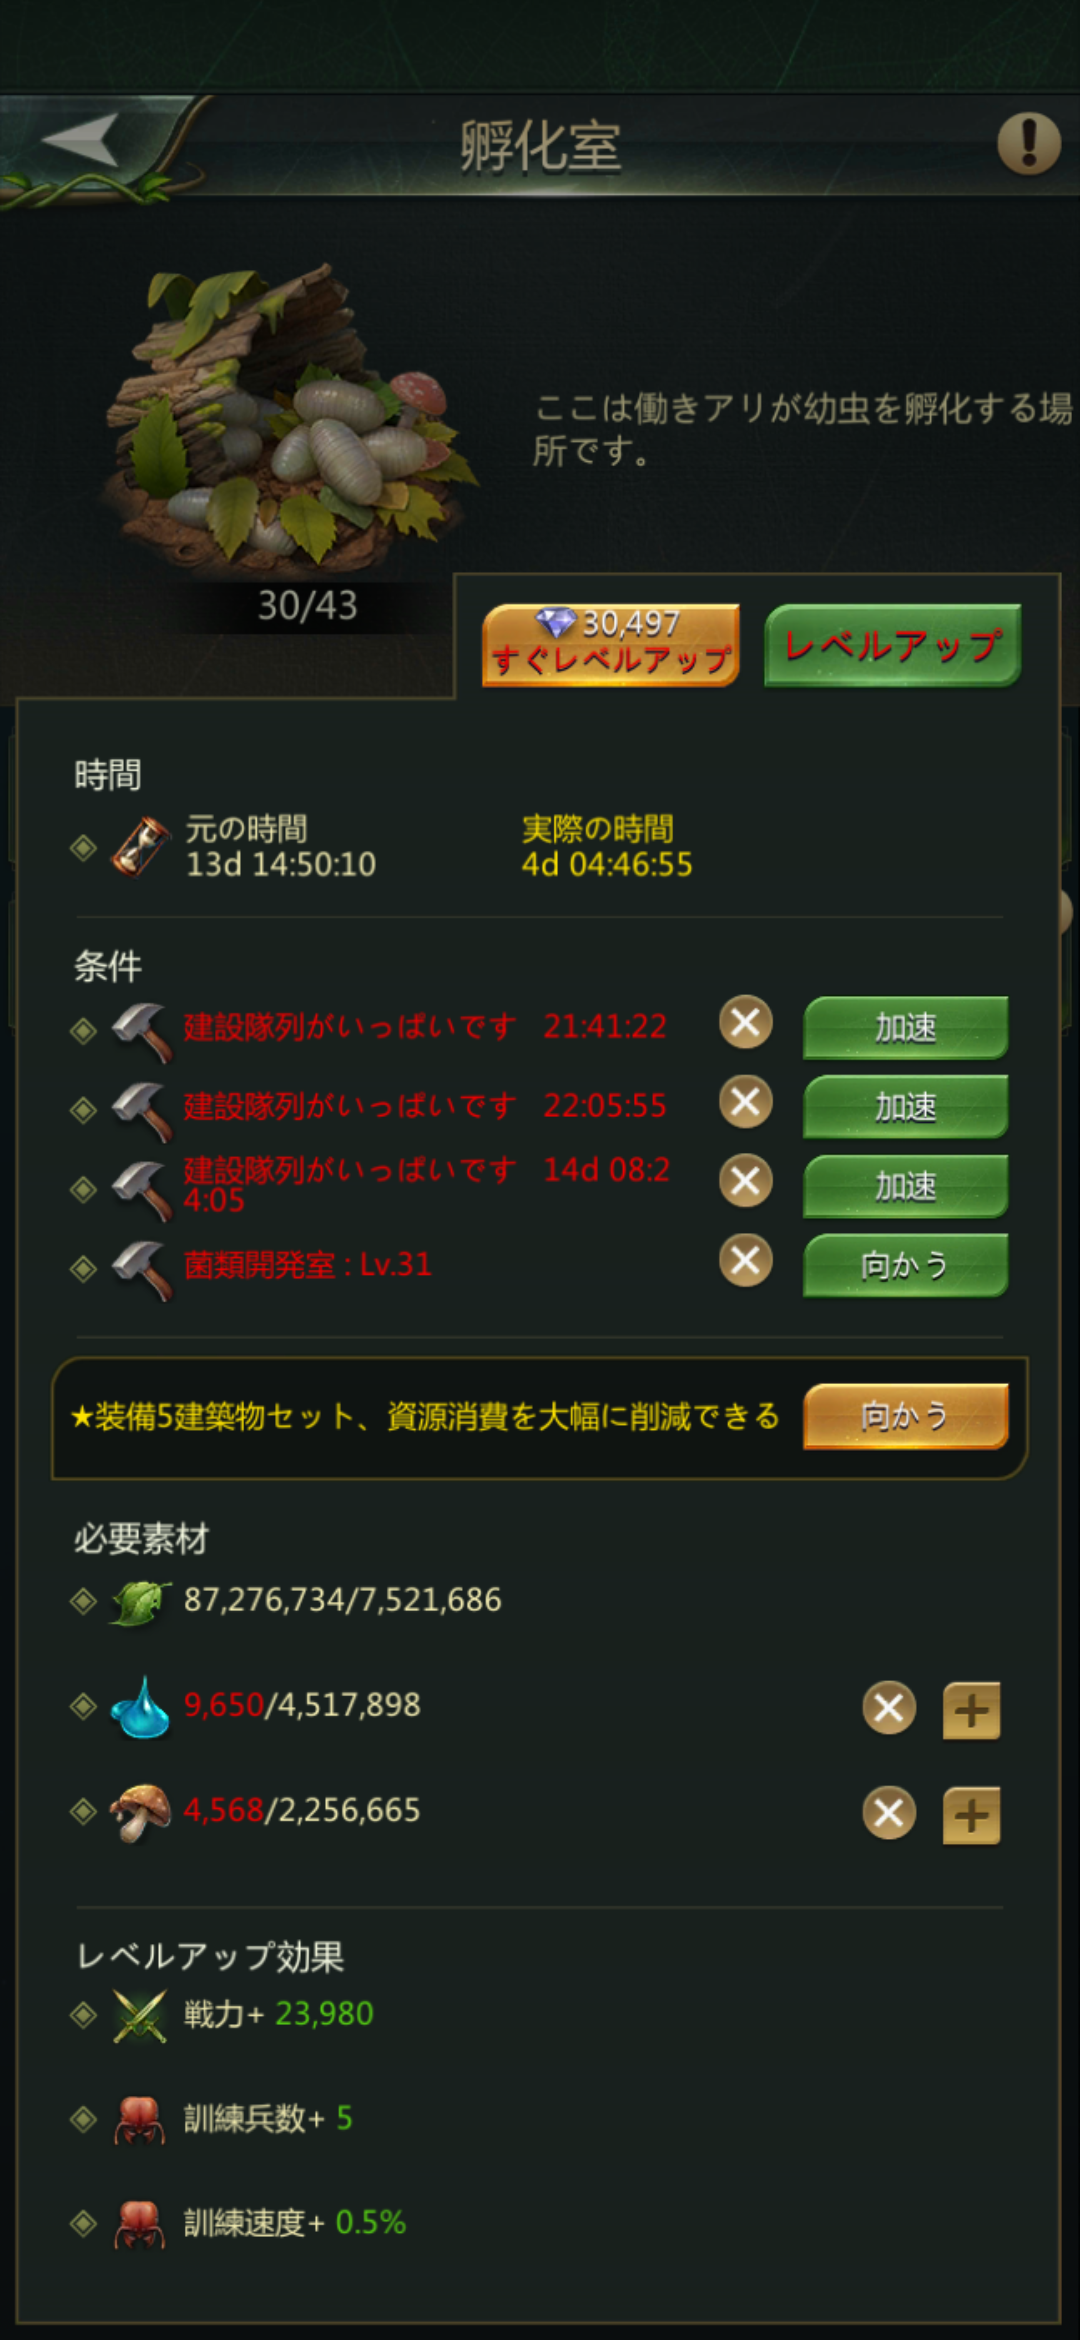 孵化室
ここは働きアリが幼虫を孵化する場
所です。
30/43
30,497
すぐレベルアップ
レベルアップ
時間
元の時間 実際の時間
13d 14:50:10 4d 04:46:55
条件
建設隊列がいっぱいです 21:41:22 加速
建設隊列がいっぱいです 22:05:55 加速
建設隊列がいっぱいです 14d 08:2
4:05 加速
菌類開発室 : Lv.31 向かう
★装備5建築物セット、資源消費を大幅に削減できる 向かう
必要素材
87,276,734/7,521,686
9,650/4,517,898
4,568/2,256,665
レベルアップ効果
戦力+ 23,980
訓練兵数+ 5
訓練速度+ 0.5%